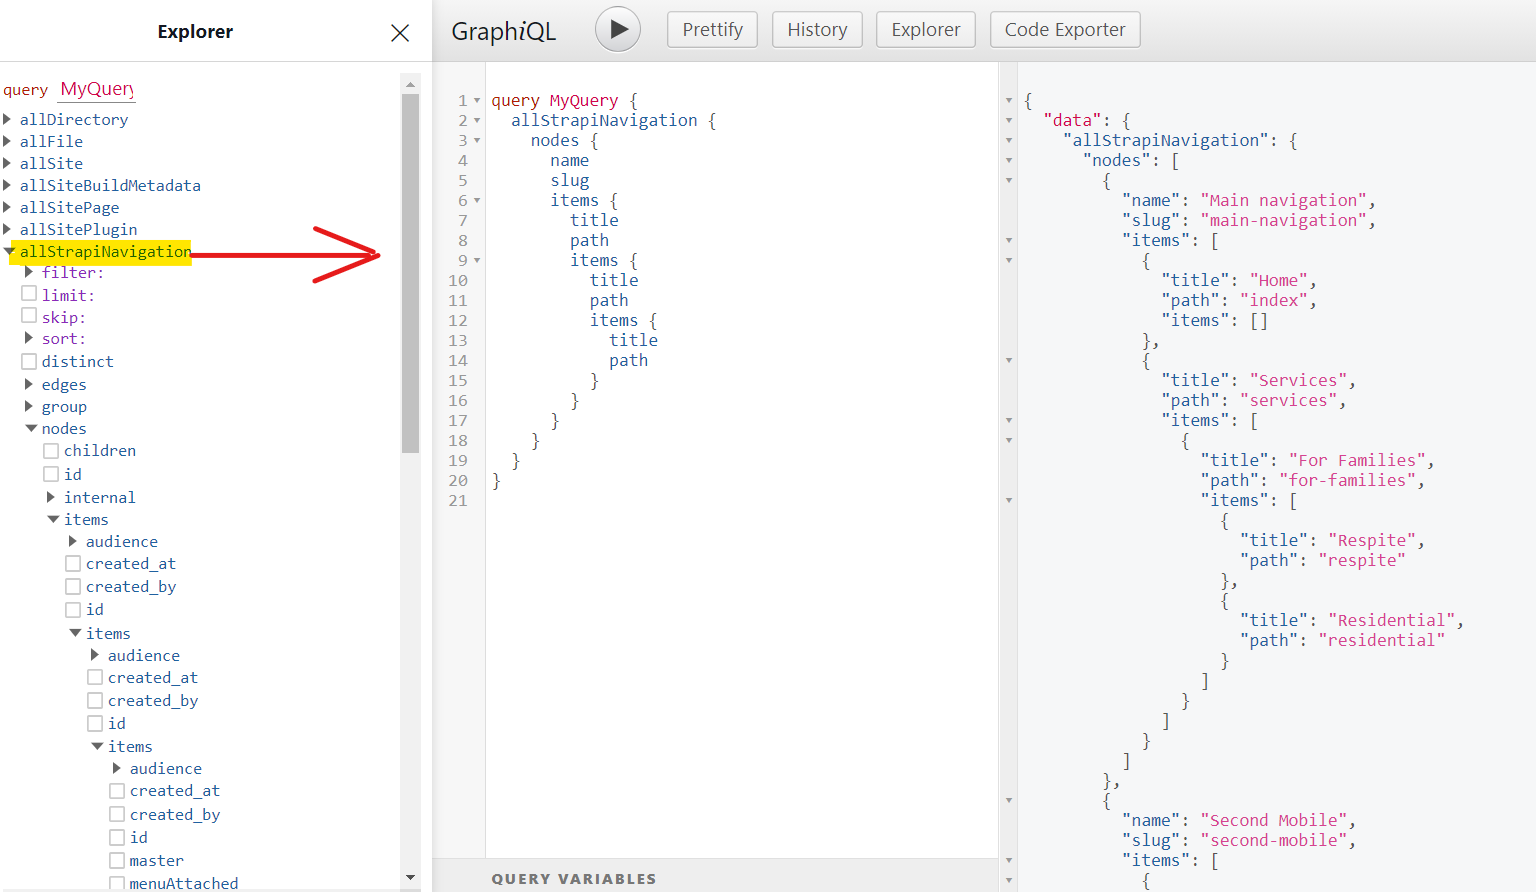 Explorer
query MyQuery
allDirectory
allFile
allSite
allSiteBuildMetadata
allSitePage
allSitePlugin
allStrapiNavigation
filter:
limit:
skip:
sort:
distinct
edges
group
nodes
children
id
internal
items
audience
created_at
created_by
id
items
audience
created_at
created_by
id
items
audience
created_at
created_by
id
master
menuAttached
GraphiQL
Prettify
History
Explorer
Code Exporter
1 query MyQuery {
2 allStrapiNavigation {
3 nodes {
4 name
5 slug
6 items {
7 title
8 path
9 items {
10 title
11 path
12 items {
13 title
14 path
15 }
16 }
17 }
18 }
19 }
20 }
21
QUERY VARIABLES
{
"data": {
"allStrapiNavigation": {
"nodes": [
{
"name": "Main navigation",
"slug": "main-navigation",
"items": [
{
"title": "Home",
"path": "index",
"items": []
},
{
"title": "Services",
"path": "services",
"items": [
{
"title": "For Families",
"path": "for-families",
"items": [
{
"title": "Respite",
"path": "respite"
},
{
"title": "Residential",
"path": "residential"
}
]
}
]
}
]
},
{
"name": "Second Mobile",
"slug": "second-mobile",
"items": [
{